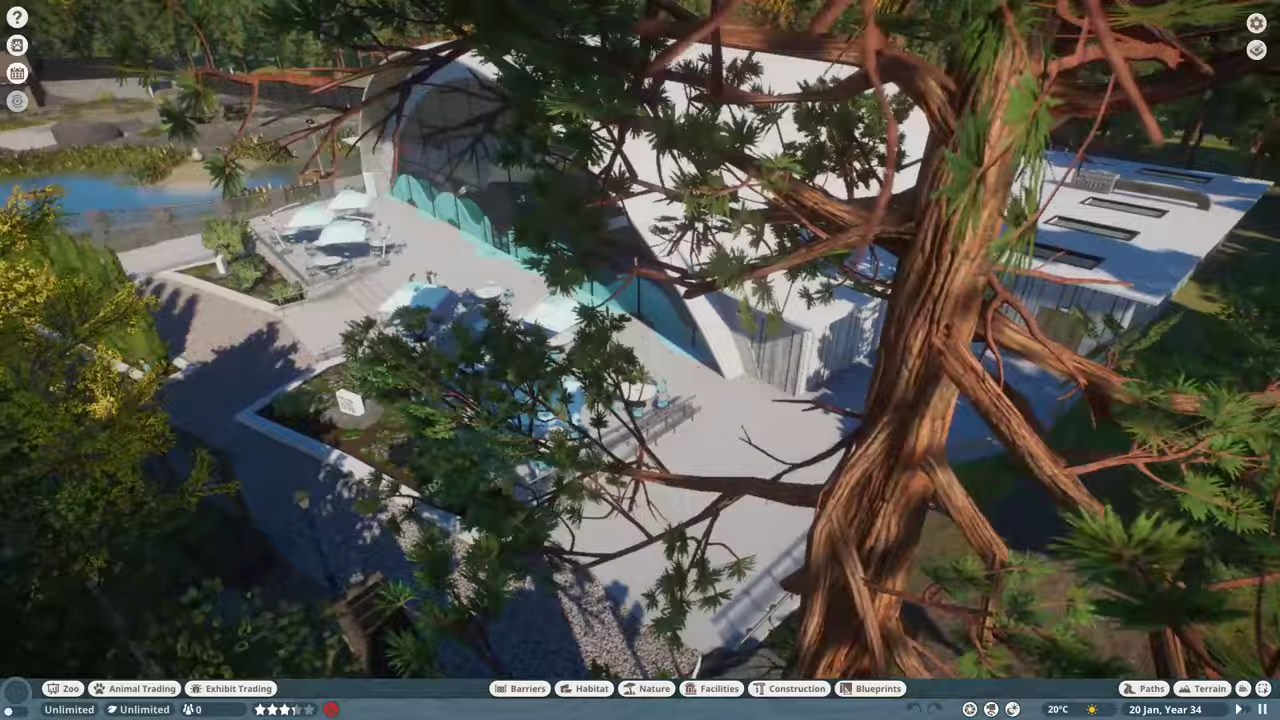 ?
Zoo
Animal Trading
Exhibit Trading
Barriers
Habitat
Nature
Facilities
Construction
Blueprints
Paths
Terrain
Unlimited
Unlimited
0
20°C
20 Jan, Year 34